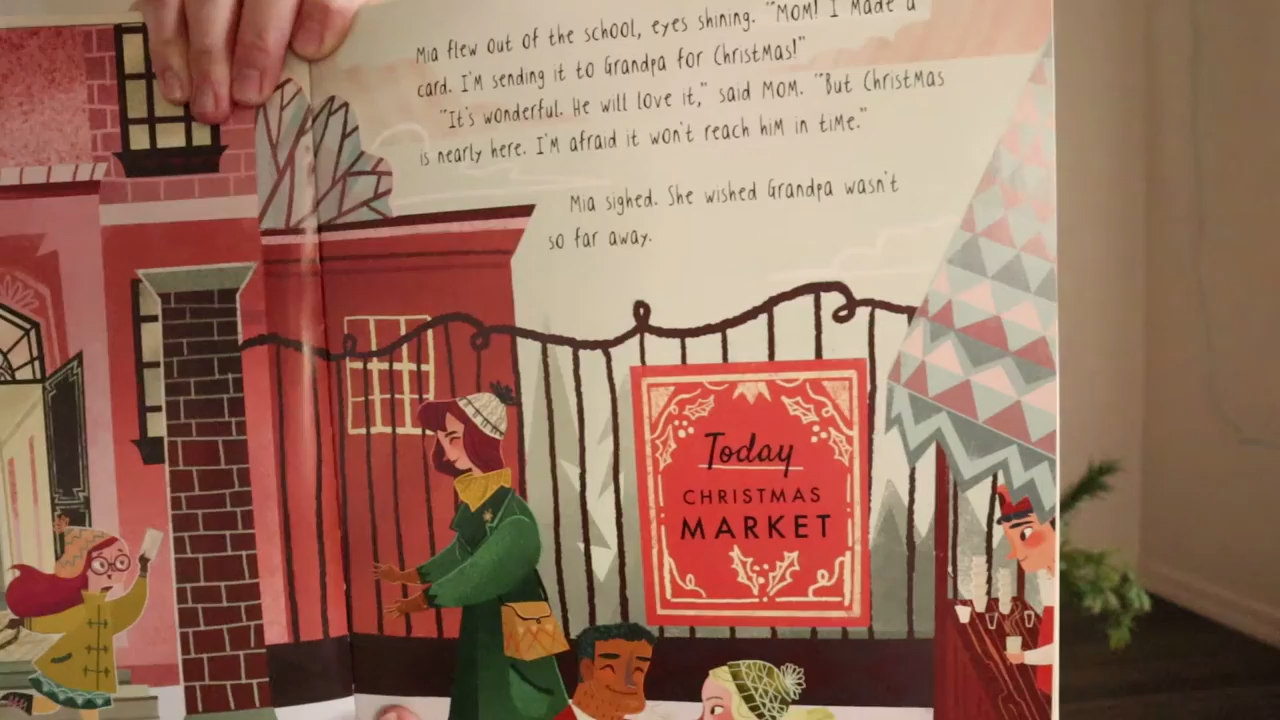 Mia flew out of the school, eyes shining. "Mom! I made a
card. I'm sending it to Grandpa for Christmas!"
"It's wonderful. He will love it," said Mom. "But Christmas
is nearly here. I'm afraid it won't reach him in time."
Mia sighed. She wished Grandpa wasn't
so far away.
Today
CHRISTMAS
MARKET